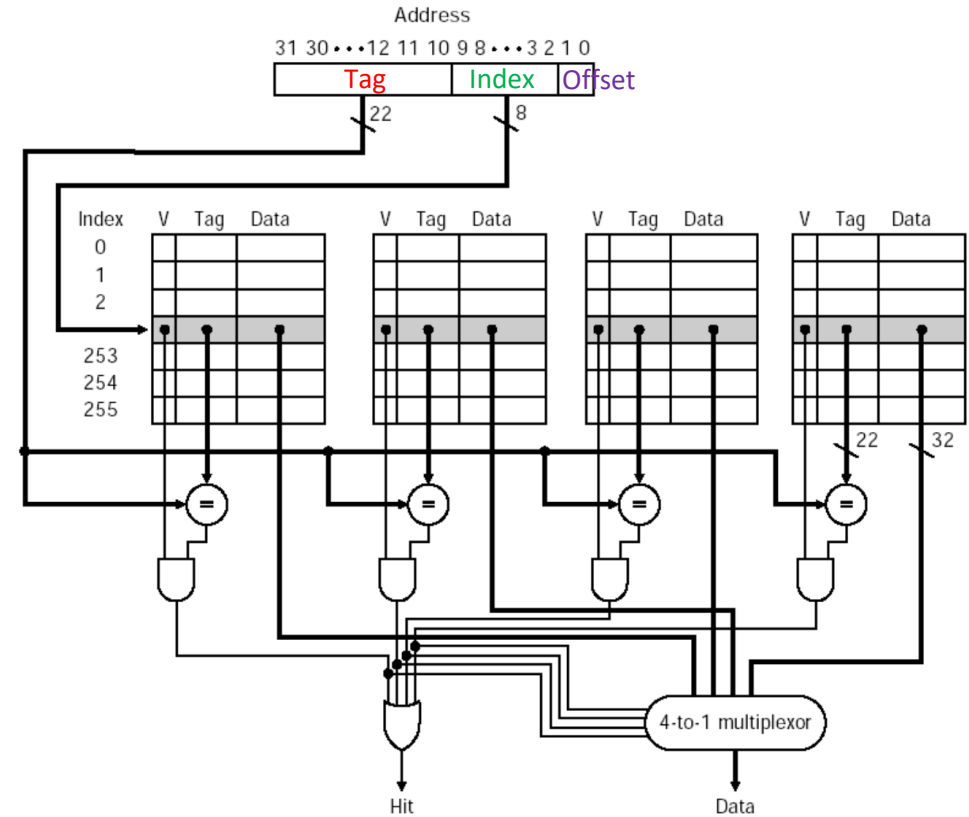 Address
31 30 ••• 12 11 10 9 8 ••• 3 2 1 0
Tag Index Offset
22 8
Index V Tag Data V Tag Data V Tag Data V Tag Data
0
1
2
253
254
255
22 32
= = = =
4-to-1 multiplexor
Hit Data